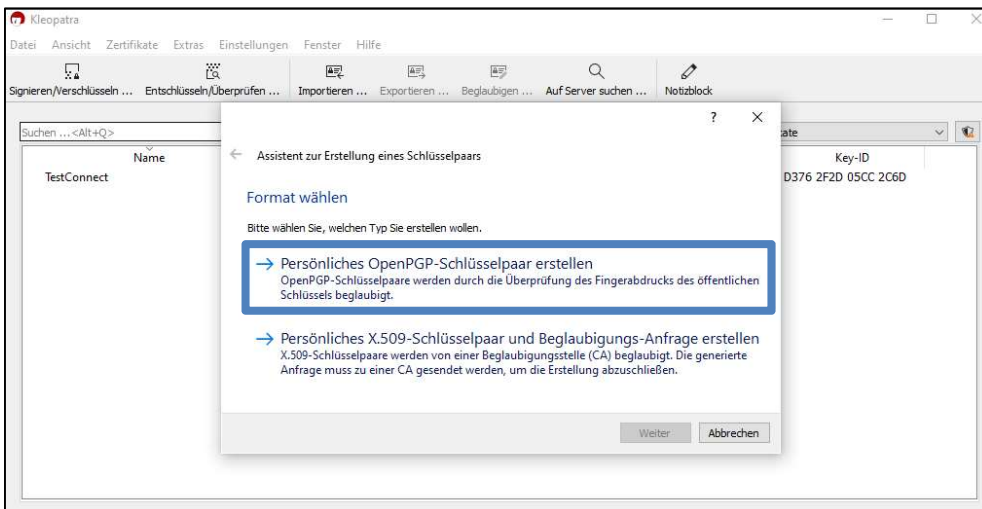 Kleopatra
Datei Ansicht Zertifikate Extras Einstellungen Fenster Hilfe
Signieren/Verschlüsseln ... Entschlüsseln/Überprüfen ... Importieren ... Exportieren ... Beglaubigen ... Auf Server suchen ... Notizblock
? X
Suchen ...<Alt+Q>
kate
Name
Key-ID
TestConnect
D376 2F2D 05CC 2C6D
Assistent zur Erstellung eines Schlüsselpaars
Format wählen
Bitte wählen Sie, welchen Typ Sie erstellen wollen.
Persönliches OpenPGP-Schlüsselpaar erstellen
OpenPGP-Schlüsselpaare werden durch die Überprüfung des Fingerabdrucks des öffentlichen
Schlüssels beglaubigt.
Persönliches X.509-Schlüsselpaar und Beglaubigungs-Anfrage erstellen
X.509-Schlüsselpaare werden von einer Beglaubigungsstelle (CA) beglaubigt. Die generierte
Anfrage muss zu einer CA gesendet werden, um die Erstellung abzuschließen.
Weiter Abbrechen